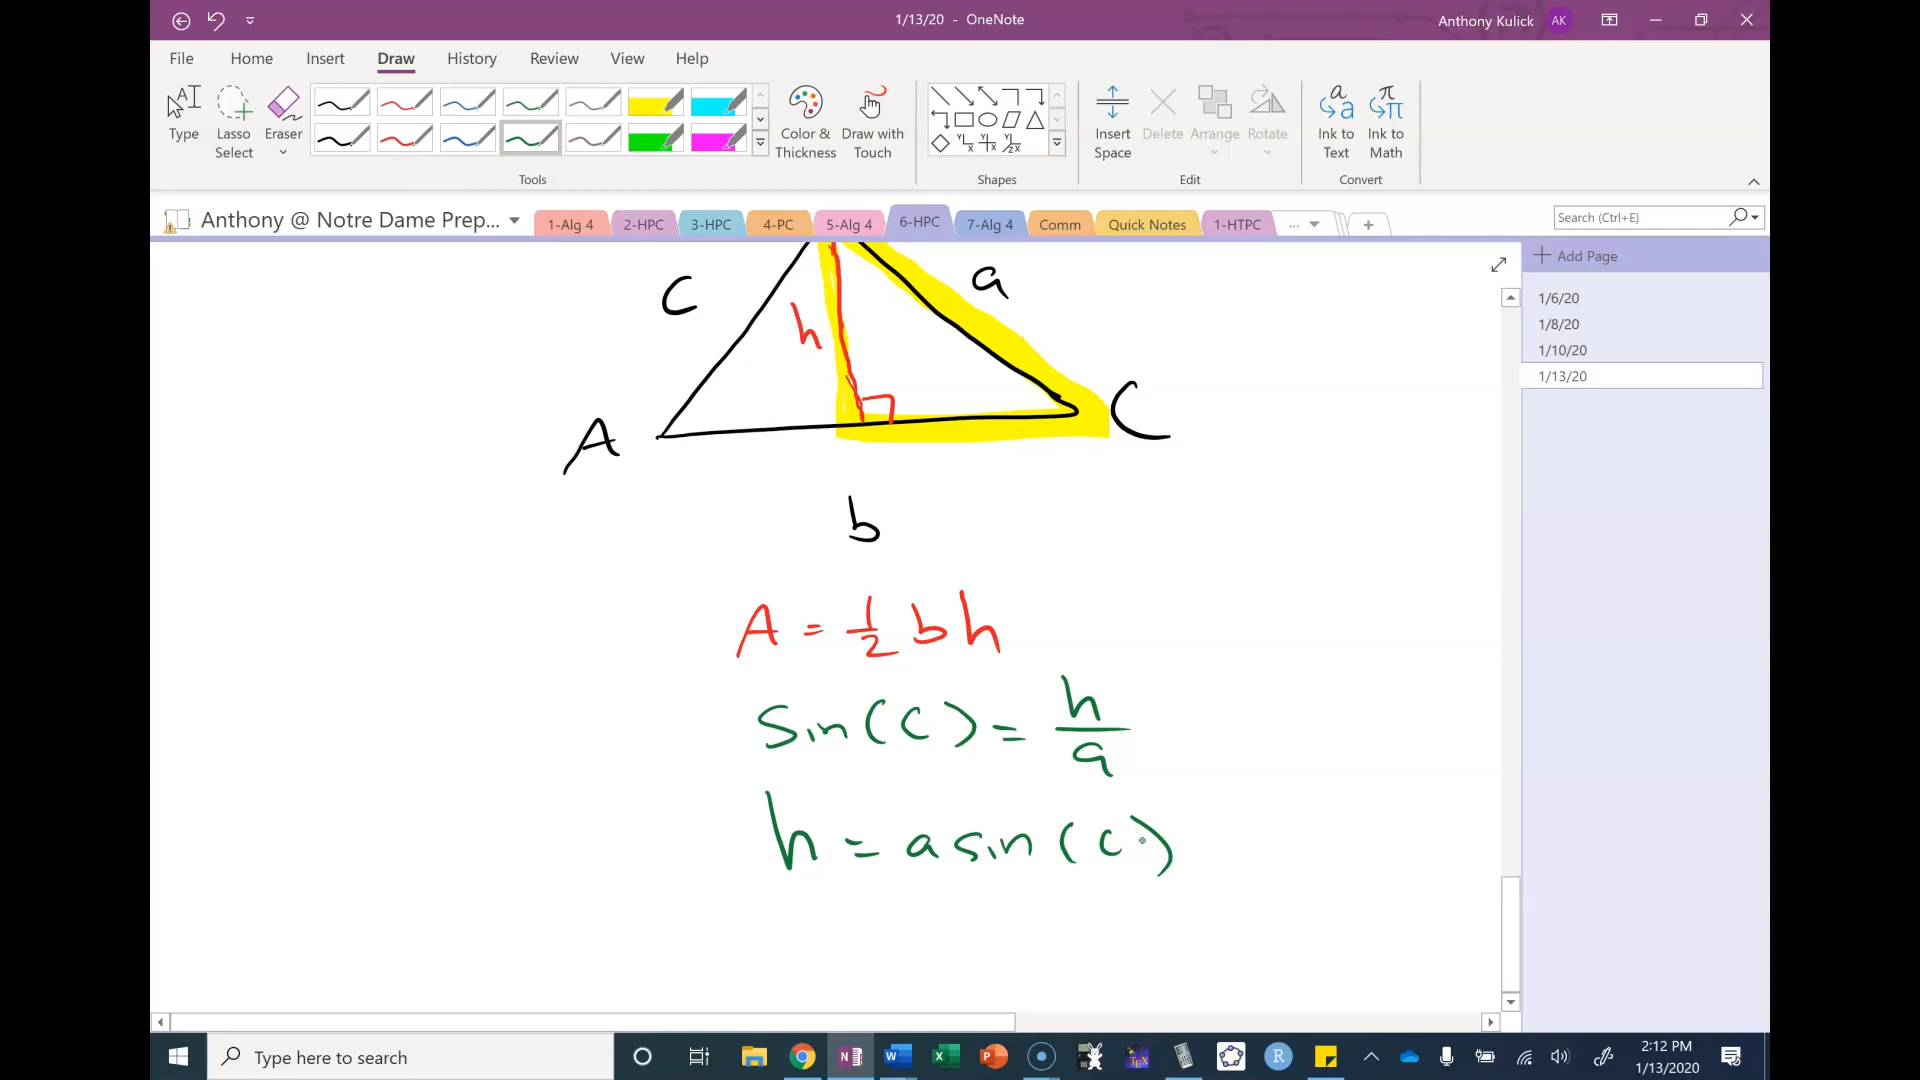 1/13/20 - OneNote
Anthony Kulick AK
File Home Insert Draw History Review View Help
Type
Lasso Select
Eraser
Color & Thickness
Draw with Touch
Insert Space
Delete
Arrange
Rotate
Ink to Text
Ink to Math
Tools Shapes Edit Convert
Anthony @ Notre Dame Prep...
1-Alg 4 2-HPC 3-HPC 4-PC 5-Alg 4 6-HPC 7-Alg 4 Comm Quick Notes 1-HTPC ...
Search (Ctrl+E)
Add Page
1/6/20
1/8/20
1/10/20
1/13/20
c
a
h
A
C
b
A = 1/2 b h
Sin(C) = h/a
h = a sin(C)
Type here to search
2:12 PM
1/13/2020